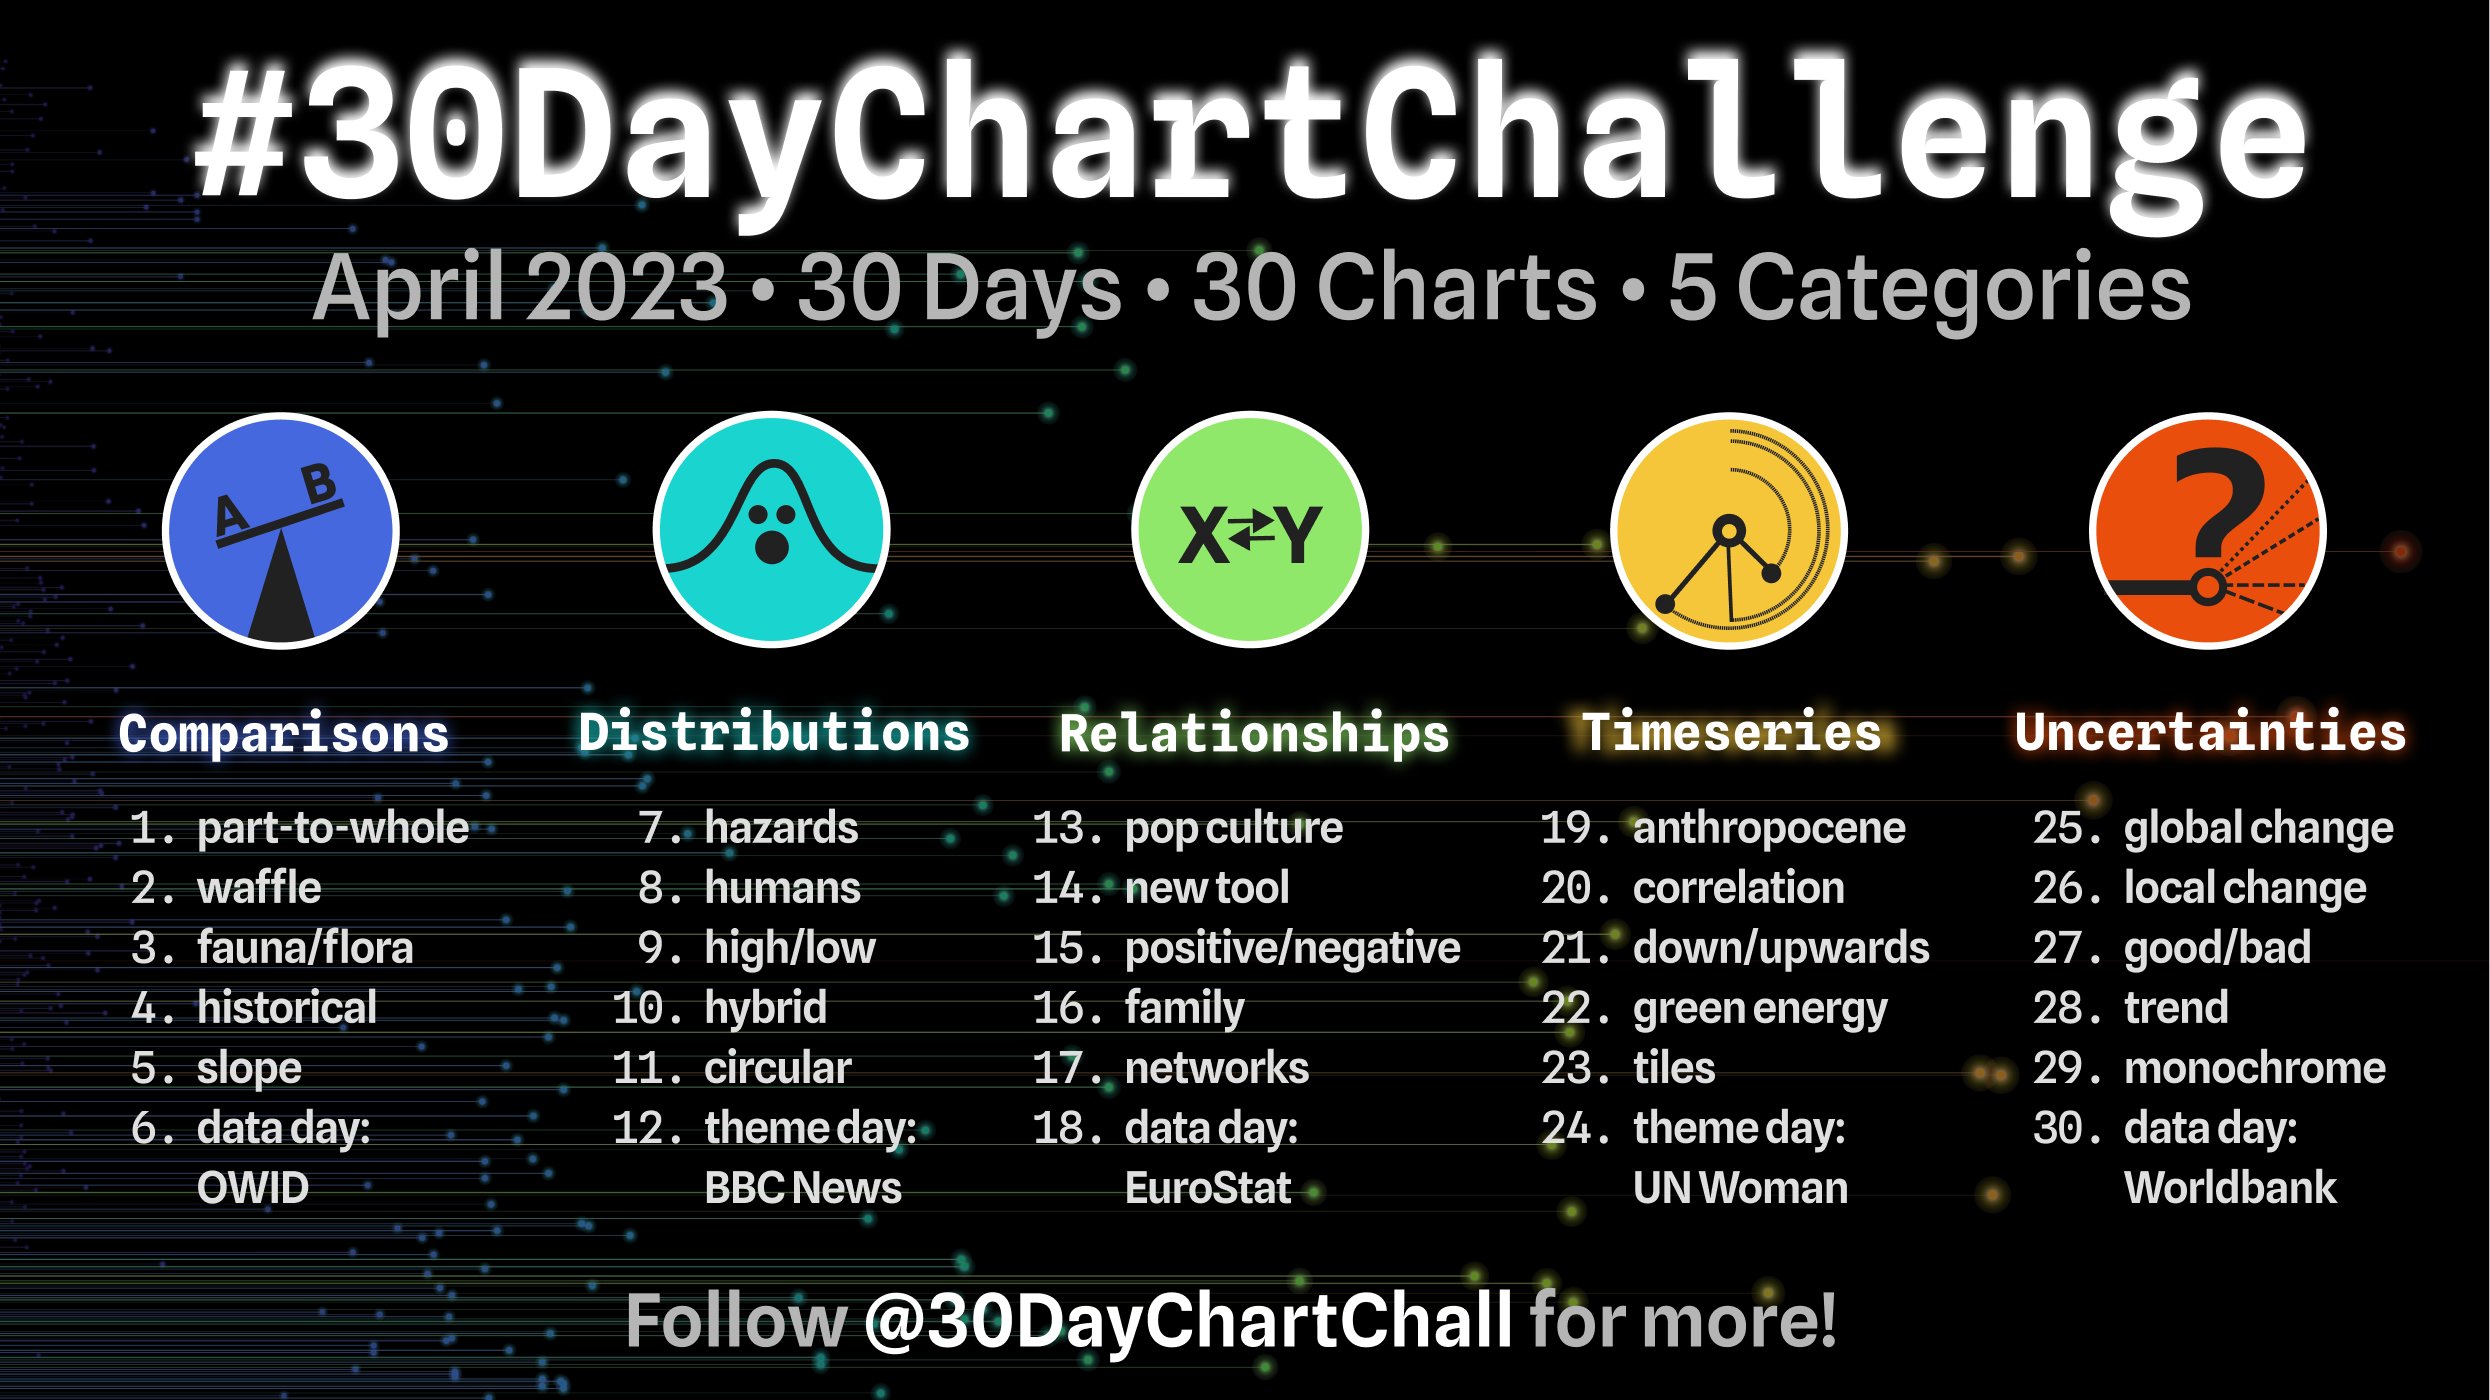 #30DayChartChallenge
April 2023 • 30 Days • 30 Charts • 5 Categories
A B
X Y
?
Comparisons
1. part-to-whole
2. waffle
3. fauna/flora
4. historical
5. slope
6. data day:
OWID
Distributions
7. hazards
8. humans
9. high/low
10. hybrid
11. circular
12. theme day:
BBC News
Relationships
13. pop culture
14. new tool
15. positive/negative
16. family
17. networks
18. data day:
EuroStat
Timeseries
19. anthropocene
20. correlation
21. down/upwards
22. green energy
23. tiles
24. theme day:
UN Woman
Uncertainties
25. global change
26. local change
27. good/bad
28. trend
29. monochrome
30. data day:
Worldbank
Follow @30DayChartChall for more!